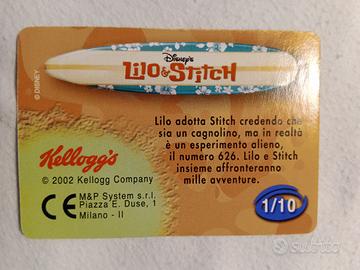 Disney's
LILO & STITCH
© DISNEY
Lilo adotta Stitch credendo che
sia un cagnolino, ma in realtà
è un esperimento alieno,
il numero 626. Lilo e Stitch
insieme affronteranno
mille avventure.
Kellogg's
© 2002 Kellogg Company
CE
M&P System s.r.l.
Piazza E. Duse, 1
Milano - II
1/10
subito